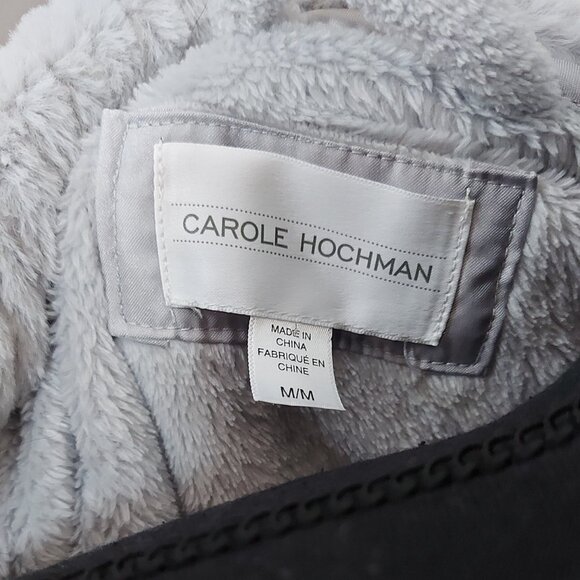 CAROLE HOCHMAN
MADE IN
CHINA
FABRIQUÉ EN
CHINE
M/M